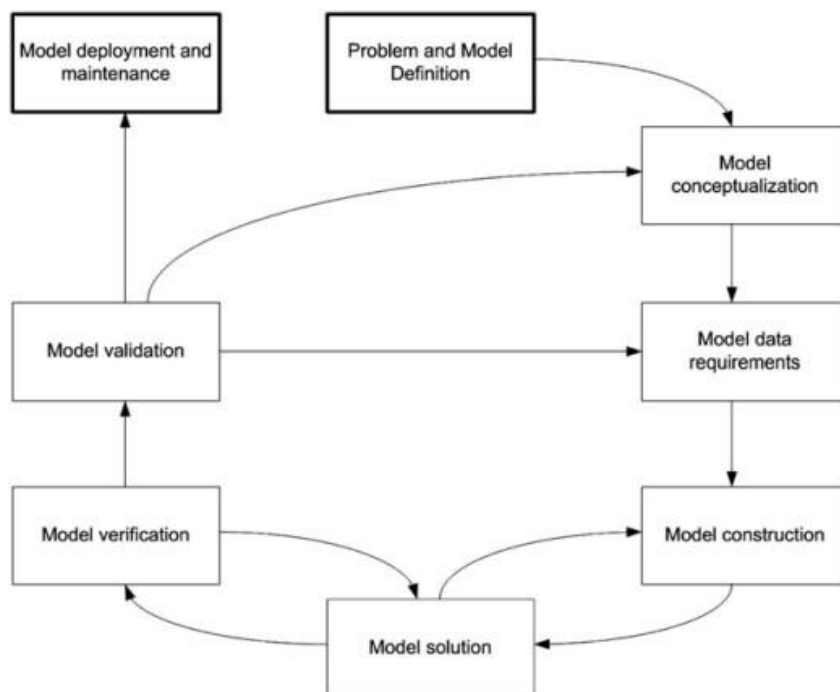 Model deployment and
maintenance
Problem and Model
Definition
Model
conceptualization
Model validation
Model data
requirements
Model verification
Model construction
Model solution